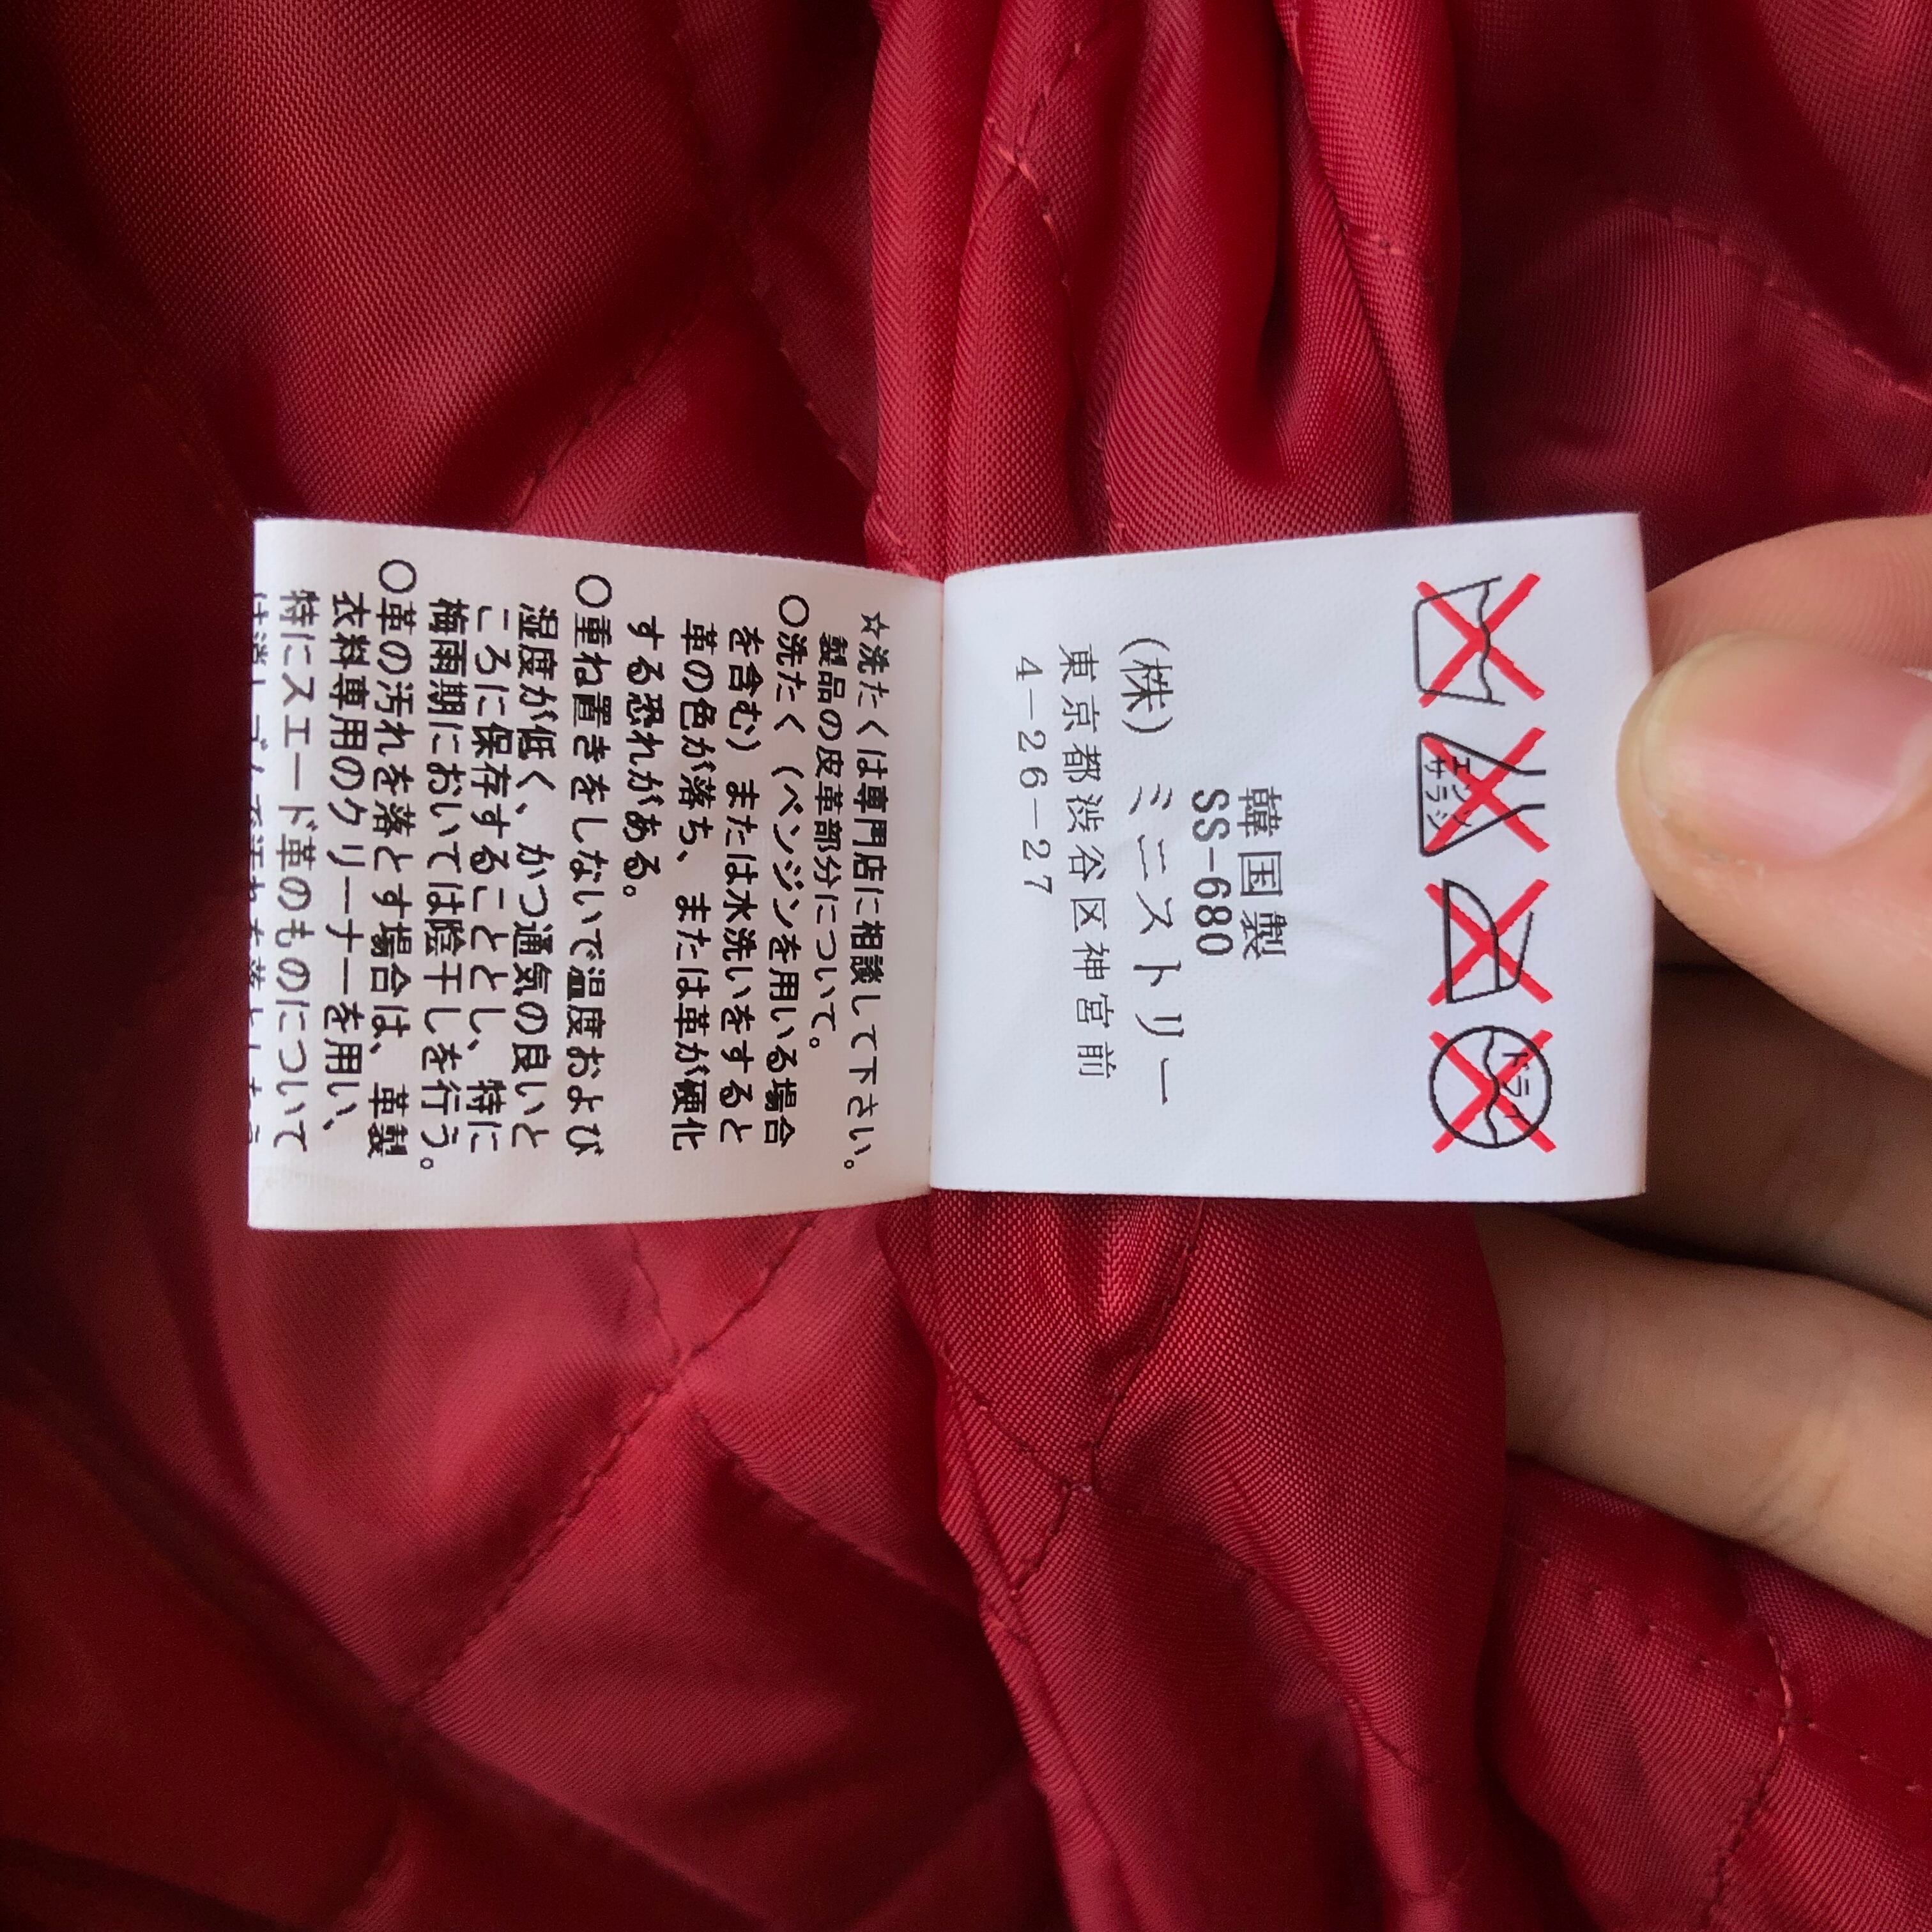 エンソ
サラシ
ドライ
韓国製
SS-680
(株) ミニストリー
東京都渋谷区神宮前
4-26-27
☆洗たくは専門店に相談して下さい。
製品の皮革部分について。
○洗たく(ベンジンを用いる場合
を含む)または水洗いをすると
革の色が落ち、または革が硬化
する恐れがある。
○重ね置きをしないで温度および
湿度が低く、かつ通気の良いと
ころに保存することとし、特に
梅雨期においては陰干しを行う。
○革の汚れを落とす場合は、革製
衣料専用のクリーナーを用い、
特にスエード革のものについて